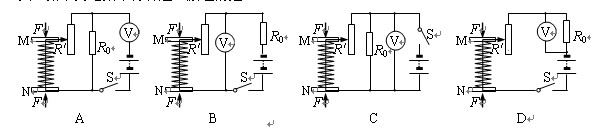 F V F F S F V
M R₀ M R₀ M M R₀
R′ R′ V R′ R₀ V R′
N S N S N N S
F F F F
A B C D